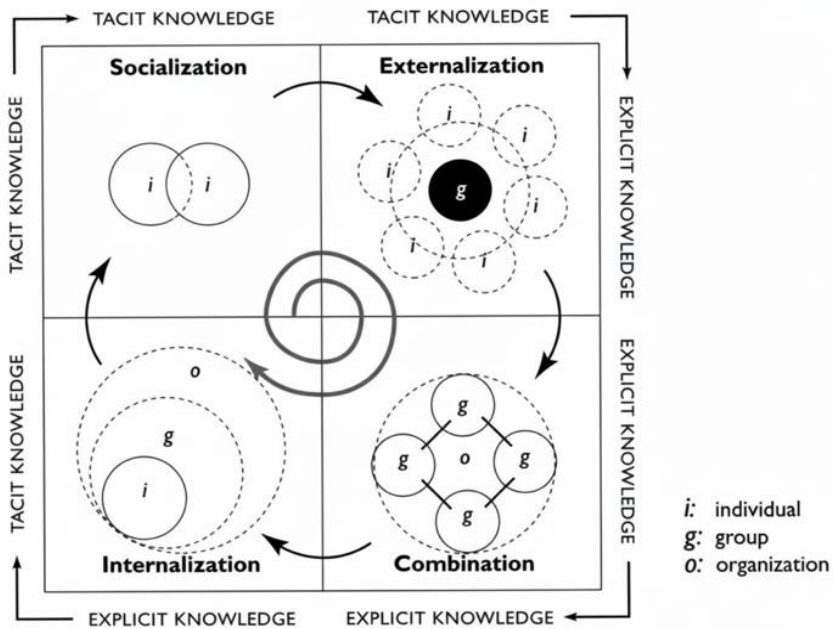 TACIT KNOWLEDGE
TACIT KNOWLEDGE
TACIT KNOWLEDGE
EXPLICIT KNOWLEDGE
Socialization
Externalization
i
i
i
i
i
i
i
i
g
TACIT KNOWLEDGE
EXPLICIT KNOWLEDGE
o
g
i
g
g
o
g
g
Internalization
Combination
EXPLICIT KNOWLEDGE
EXPLICIT KNOWLEDGE
i: individual
g: group
o: organization